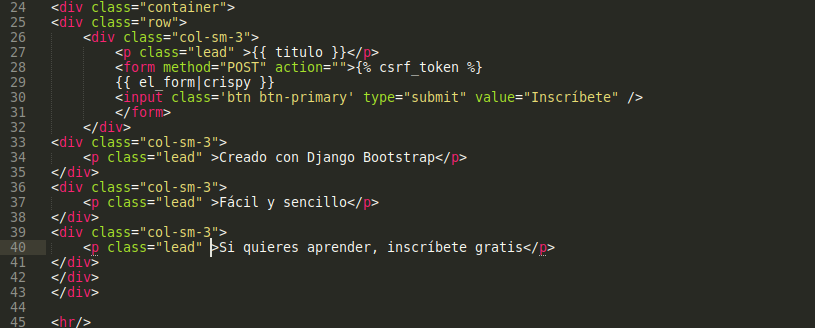 24 <div class="container">
25 <div class="row">
26 <div class="col-sm-3">
27 <p class="lead" >{{ titulo }}</p>
28 <form method="POST" action="">{% csrf_token %}
29 {{ el_form|crispy }}
30 <input class='btn btn-primary' type="submit" value="Inscríbete" />
31 </form>
32 </div>
33 <div class="col-sm-3">
34 <p class="lead" >Creado con Django Bootstrap</p>
35 </div>
36 <div class="col-sm-3">
37 <p class="lead" >Fácil y sencillo</p>
38 </div>
39 <div class="col-sm-3">
40 <p class="lead" >Si quieres aprender, inscríbete gratis</p>
41 </div>
42 </div>
43 </div>
44
45 <hr/>